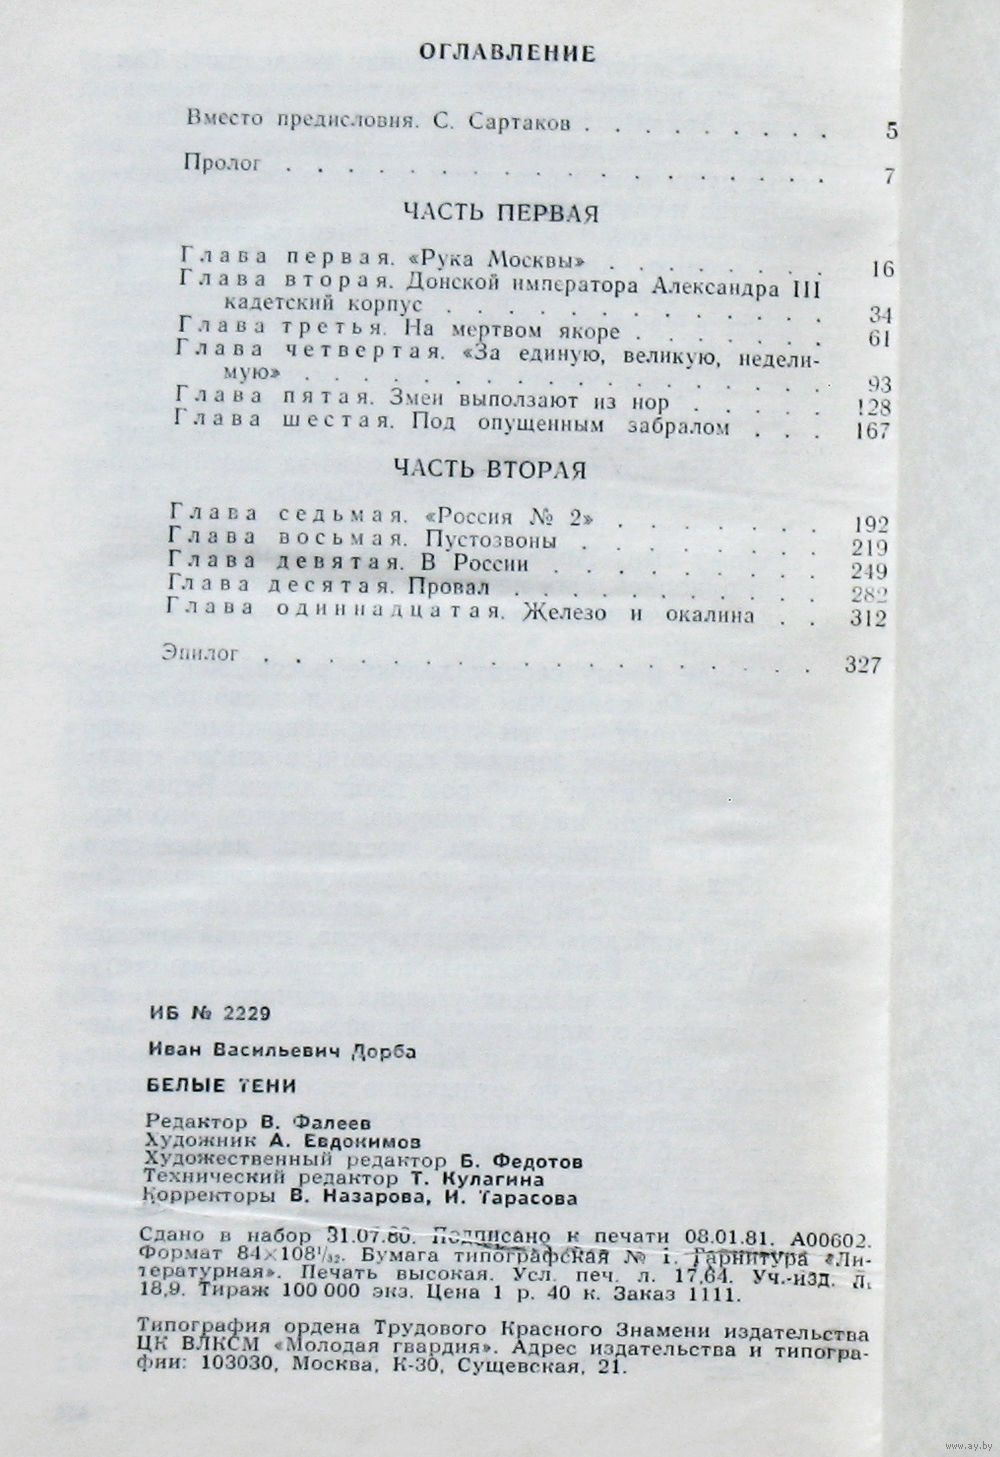 ОГЛАВЛЕНИЕ
Вместо предисловия. С. Сартаков . . . . . . . . . 5
Пролог . . . . . . . . . . . . . . . . . . 7
ЧАСТЬ ПЕРВАЯ
Глава первая. «Рука Москвы» . . . . . . . . 16
Глава вторая. Донской императора Александра III
кадетский корпус . . . . . . . . . . . . . 34
Глава третья. На мертвом якоре . . . . . . . 61
Глава четвертая. «За единую, великую, недели-
мую» . . . . . . . . . . . . . . . . . . 93
Глава пятая. Змеи выползают из нор . . . . . 128
Глава шестая. Под опущенным забралом . . . 167
ЧАСТЬ ВТОРАЯ
Глава седьмая. «Россия № 2» . . . . . . . 192
Глава восьмая. Пустозвоны . . . . . . . . 219
Глава девятая. В России . . . . . . . . . 249
Глава десятая. Провал . . . . . . . . . . 282
Глава одиннадцатая. Железо и окалина . . 312
Эпилог . . . . . . . . . . . . . . . . . . 327
ИБ № 2229
Иван Васильевич Дорба
БЕЛЫЕ ТЕНИ
Редактор В. Фалеев
Художник А. Евдокимов
Художественный редактор Б. Федотов
Технический редактор Т. Кулагина
Корректоры В. Назарова, И. Тарасова
Сдано в набор 31.07.80. Подписано к печати 08.01.81. А00602.
Формат 84×108¹/₃₂. Бумага типографская № 1. Гарнитура «Ли-
тературная». Печать высокая. Усл. печ. л. 17,64. Уч.-изд. л.
18,9. Тираж 100 000 экз. Цена 1 р. 40 к. Заказ 1111.
Типография ордена Трудового Красного Знамени издательства
ЦК ВЛКСМ «Молодая гвардия». Адрес издательства и типогра-
фии: 103030, Москва, К-30, Сущевская, 21.
www.ay.by